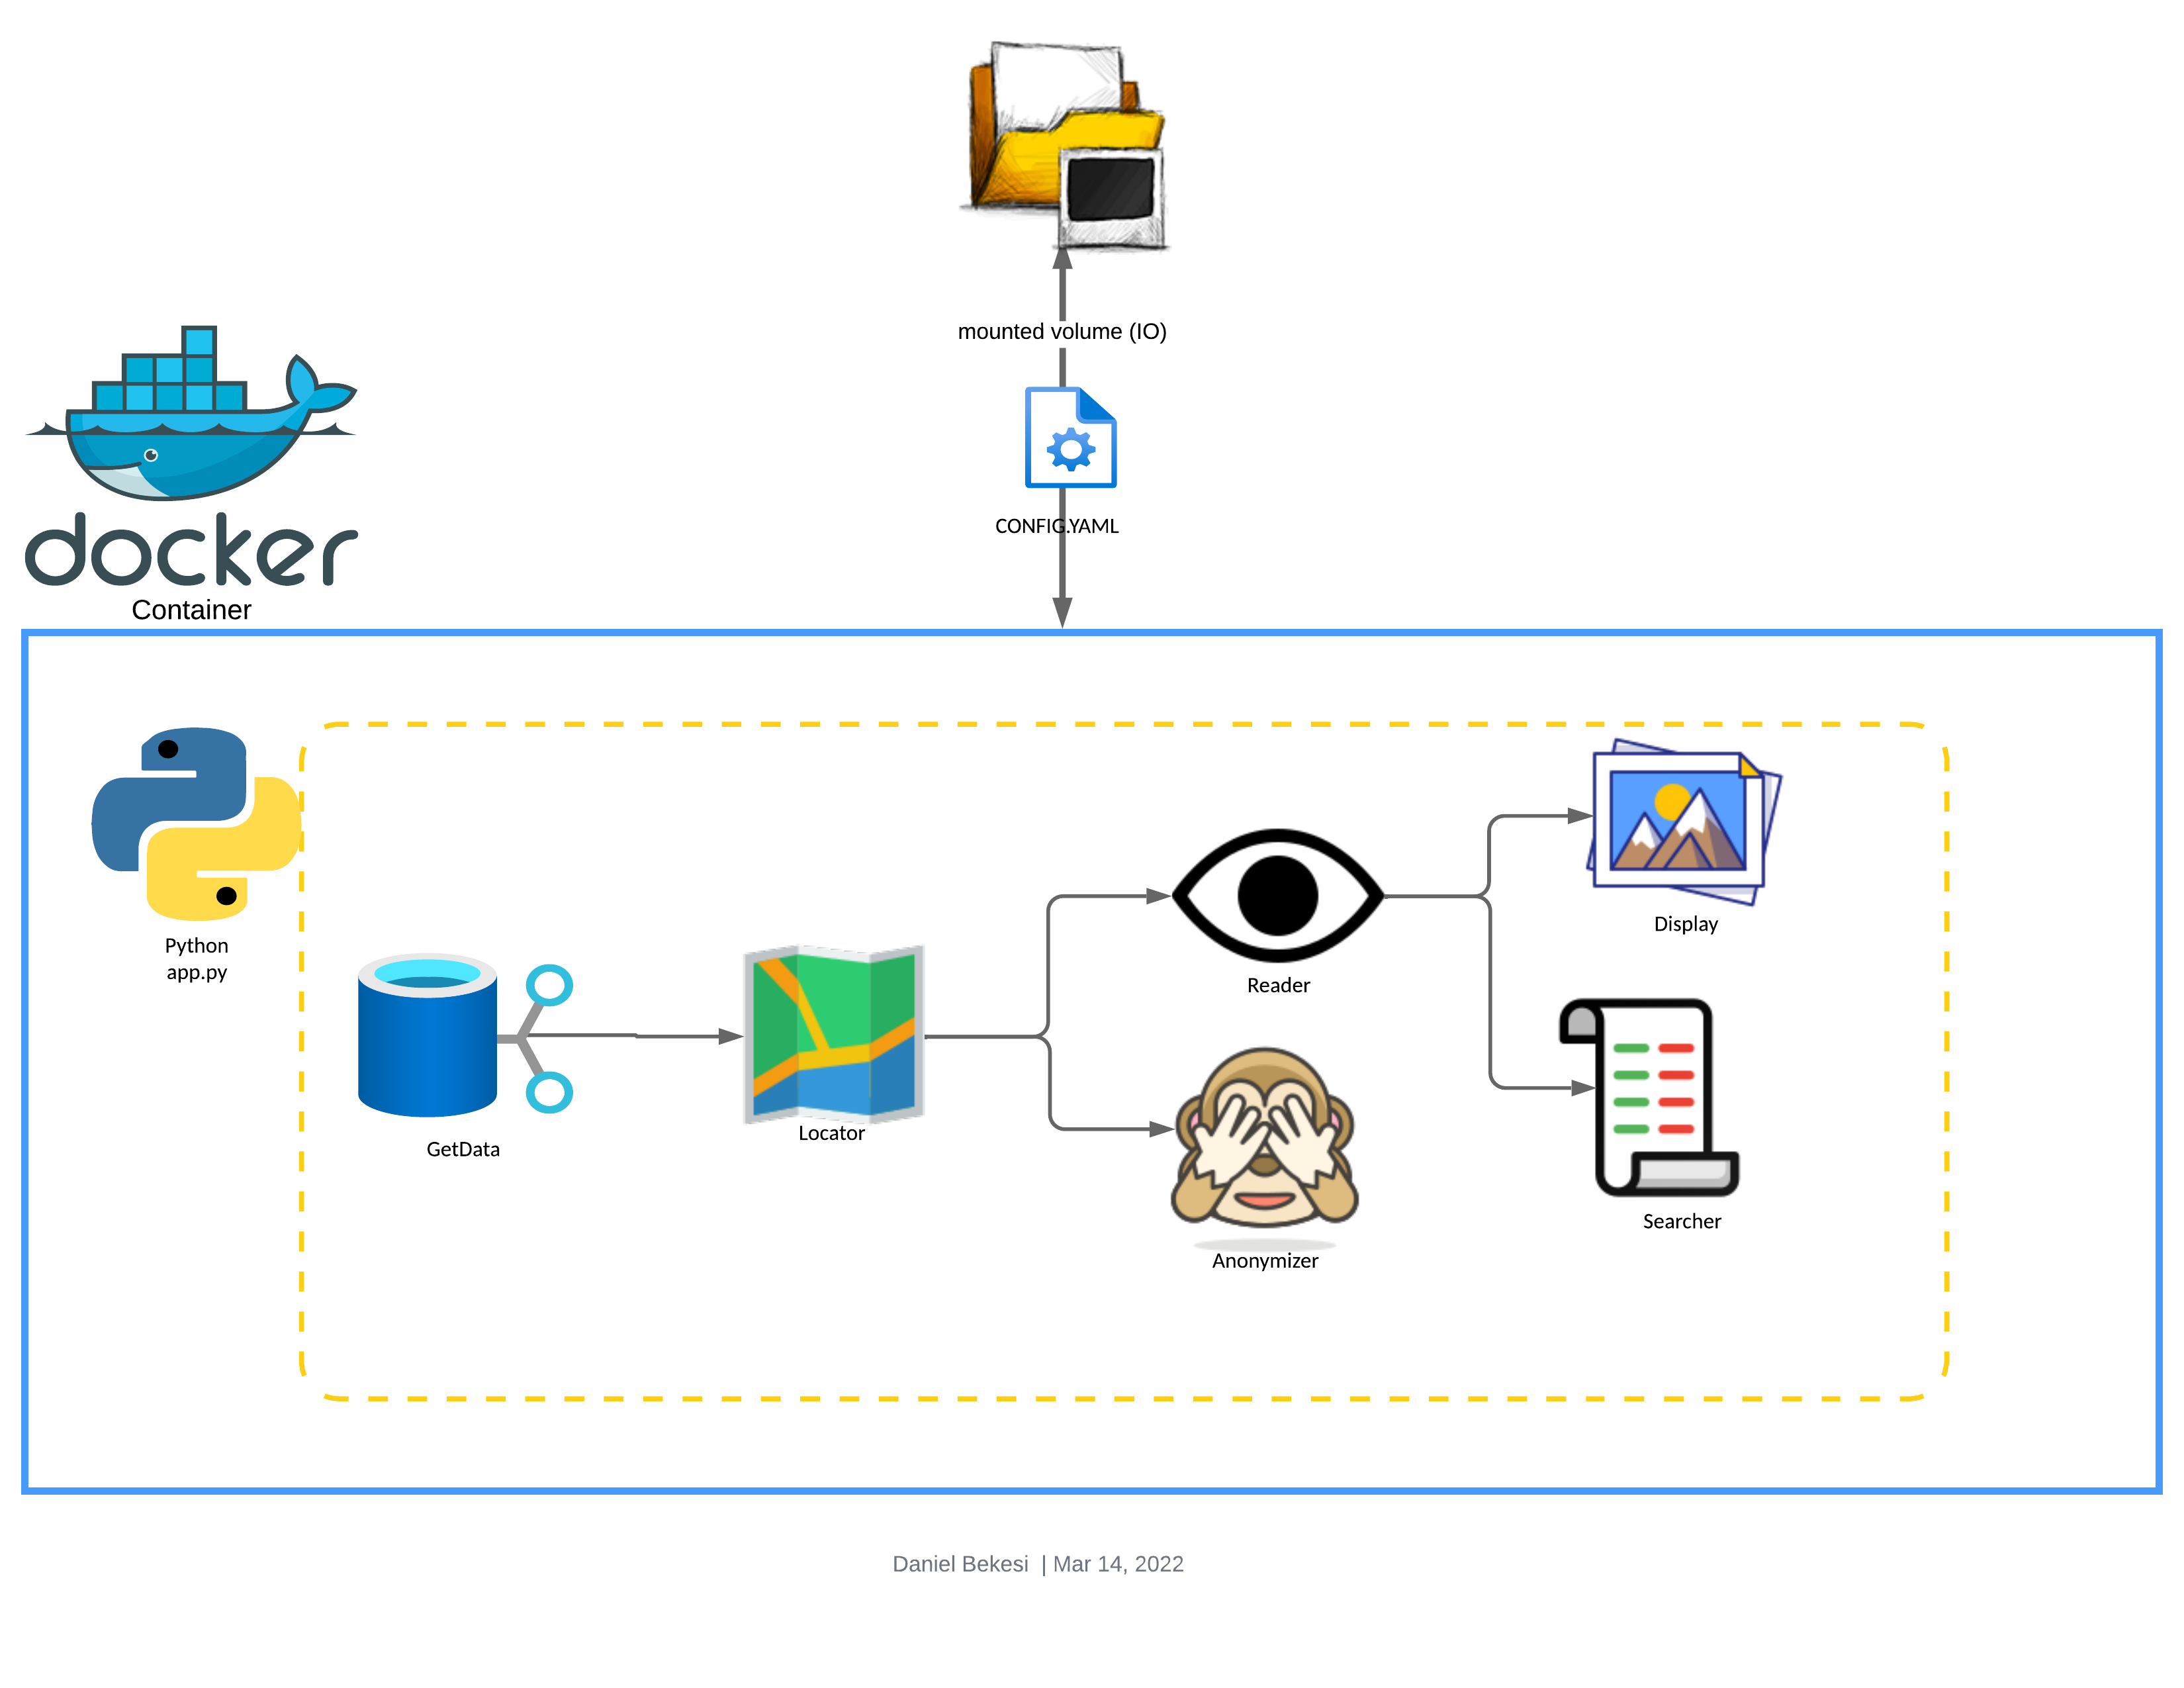 mounted volume (IO)
CONFIG.YAML
docker
Container
Python
app.py
Display
Reader
Locator
GetData
Searcher
Anonymizer
Daniel Bekesi | Mar 14, 2022